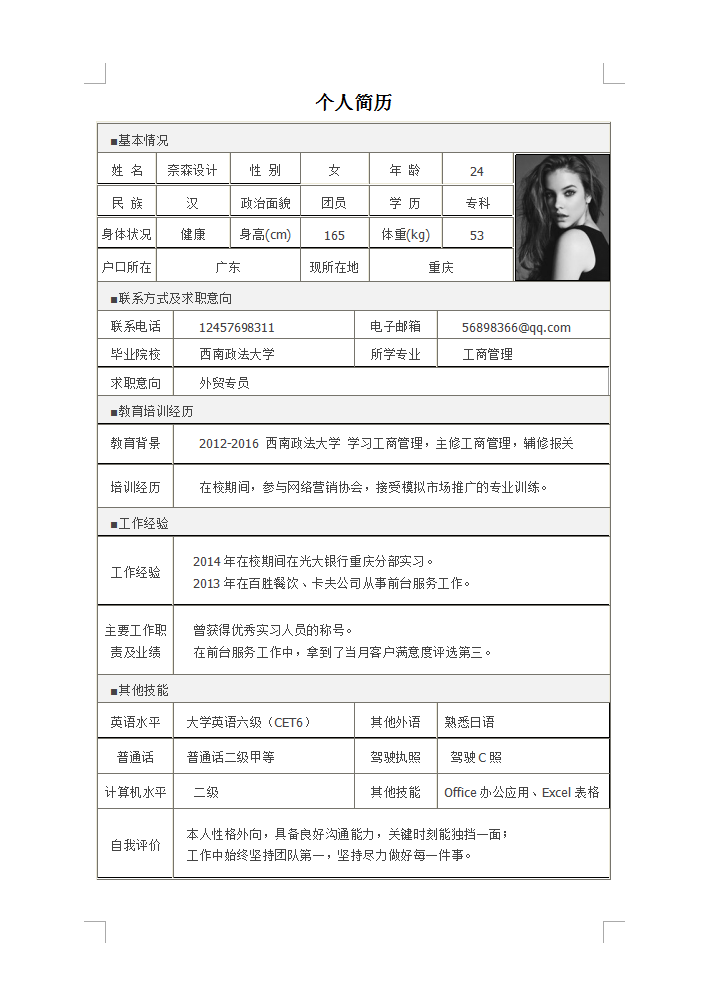 个人简历
■基本情况
姓 名 奈森设计 性 别 女 年 龄 24
民 族 汉 政治面貌 团员 学 历 专科
身体状况 健康 身高(cm) 165 体重(kg) 53
户口所在 广东 现所在地 重庆
■联系方式及求职意向
联系电话 12457698311 电子邮箱 56898366@qq.com
毕业院校 西南政法大学 所学专业 工商管理
求职意向 外贸专员
■教育培训经历
教育背景 2012-2016 西南政法大学 学习工商管理，主修工商管理，辅修报关
培训经历 在校期间，参与网络营销协会，接受模拟市场推广的专业训练。
■工作经验
工作经验
2014 年在校期间在光大银行重庆分部实习。
2013 年在百胜餐饮、卡夫公司从事前台服务工作。
主要工作职
责及业绩
曾获得优秀实习人员的称号。
在前台服务工作中，拿到了当月客户满意度评选第三。
■其他技能
英语水平 大学英语六级（CET6） 其他外语 熟悉日语
普通话 普通话二级甲等 驾驶执照 驾驶 C 照
计算机水平 二级 其他技能 Office 办公应用、Excel 表格
自我评价
本人性格外向，具备良好沟通能力，关键时刻能独挡一面；
工作中始终坚持团队第一，坚持尽力做好每一件事。